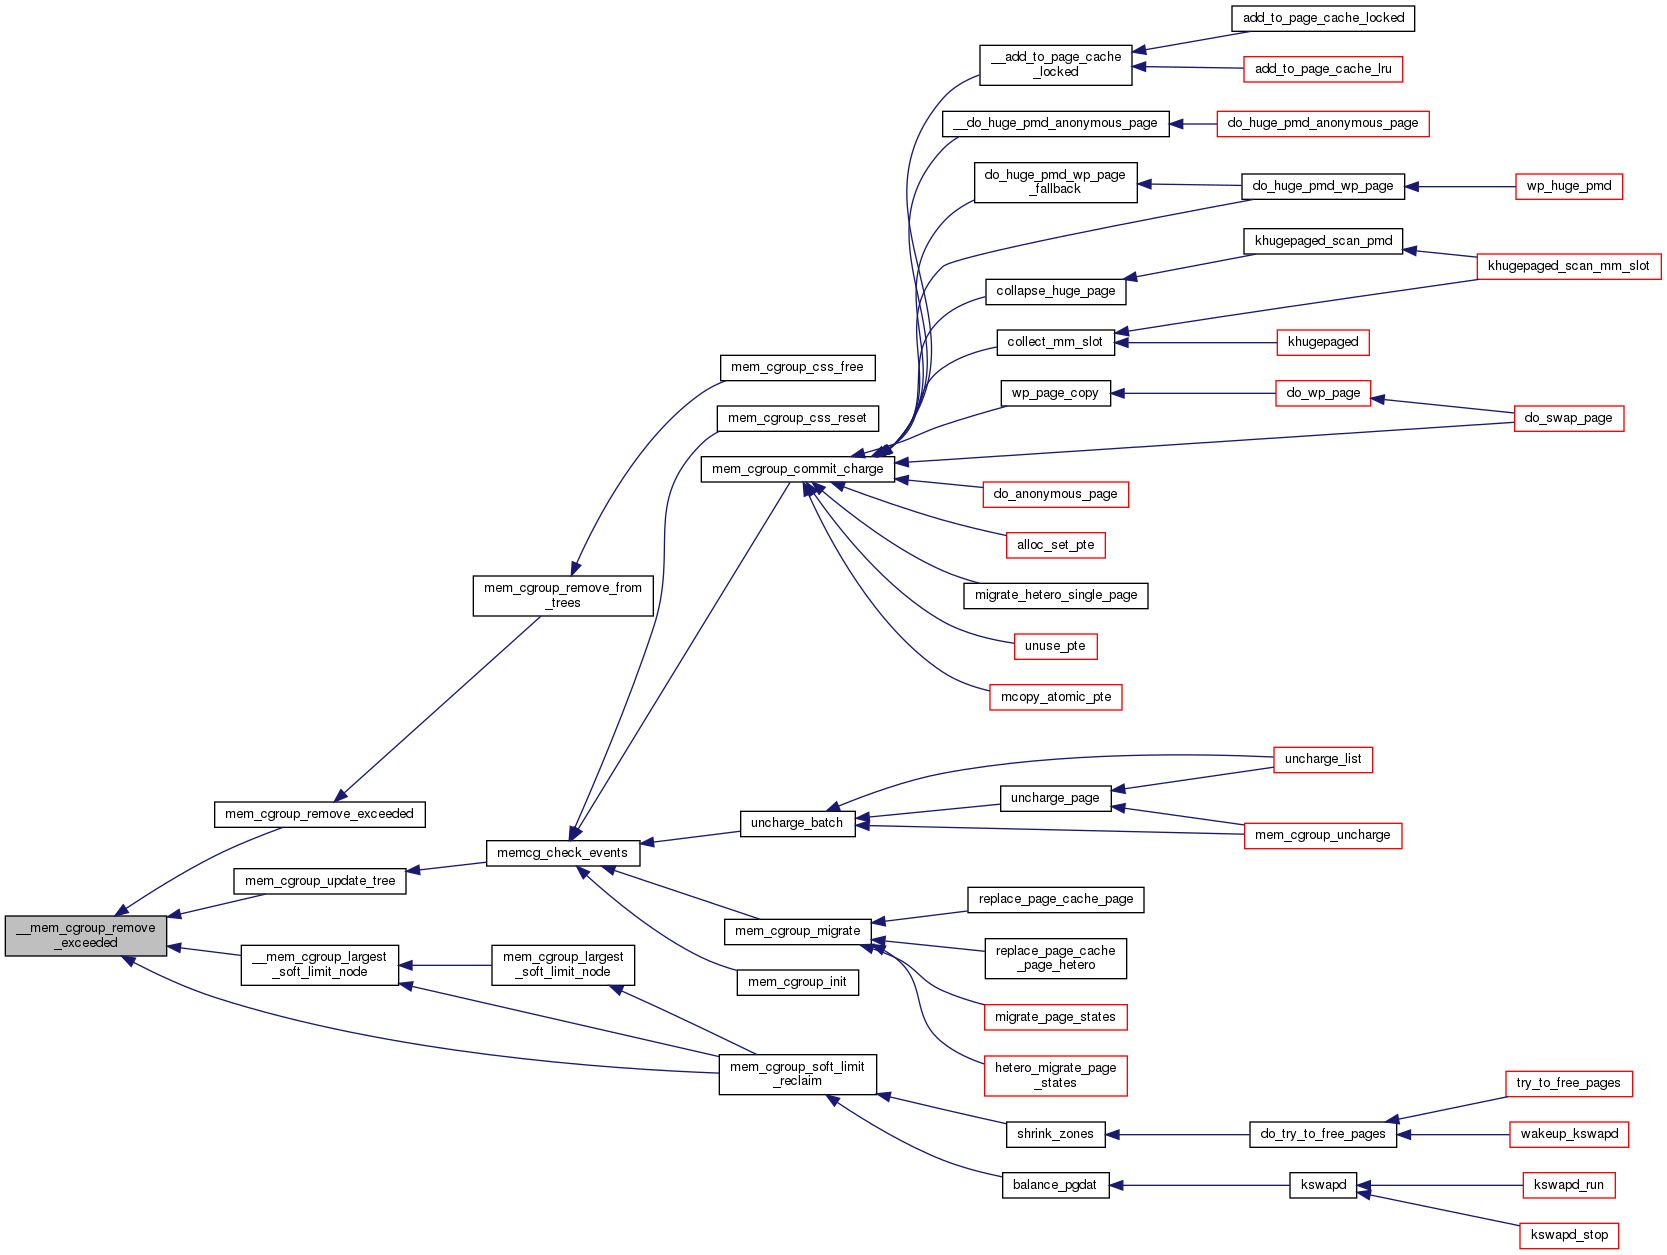 add_to_page_cache_locked
__add_to_page_cache
_locked
add_to_page_cache_lru
__do_huge_pmd_anonymous_page
do_huge_pmd_anonymous_page
do_huge_pmd_wp_page
_fallback
do_huge_pmd_wp_page
wp_huge_pmd
khugepaged_scan_pmd
khugepaged_scan_mm_slot
collapse_huge_page
collect_mm_slot
khugepaged
mem_cgroup_css_free
wp_page_copy
do_wp_page
mem_cgroup_css_reset
do_swap_page
mem_cgroup_commit_charge
do_anonymous_page
alloc_set_pte
mem_cgroup_remove_from
_trees
migrate_hetero_single_page
unuse_pte
mcopy_atomic_pte
uncharge_list
uncharge_page
mem_cgroup_remove_exceeded
uncharge_batch
mem_cgroup_uncharge
memcg_check_events
mem_cgroup_update_tree
replace_page_cache_page
__mem_cgroup_remove
_exceeded
mem_cgroup_migrate
replace_page_cache
_page_hetero
__mem_cgroup_largest
_soft_limit_node
mem_cgroup_largest
_soft_limit_node
mem_cgroup_init
migrate_page_states
mem_cgroup_soft_limit
_reclaim
hetero_migrate_page
_states
try_to_free_pages
shrink_zones
do_try_to_free_pages
wakeup_kswapd
balance_pgdat
kswapd
kswapd_run
kswapd_stop